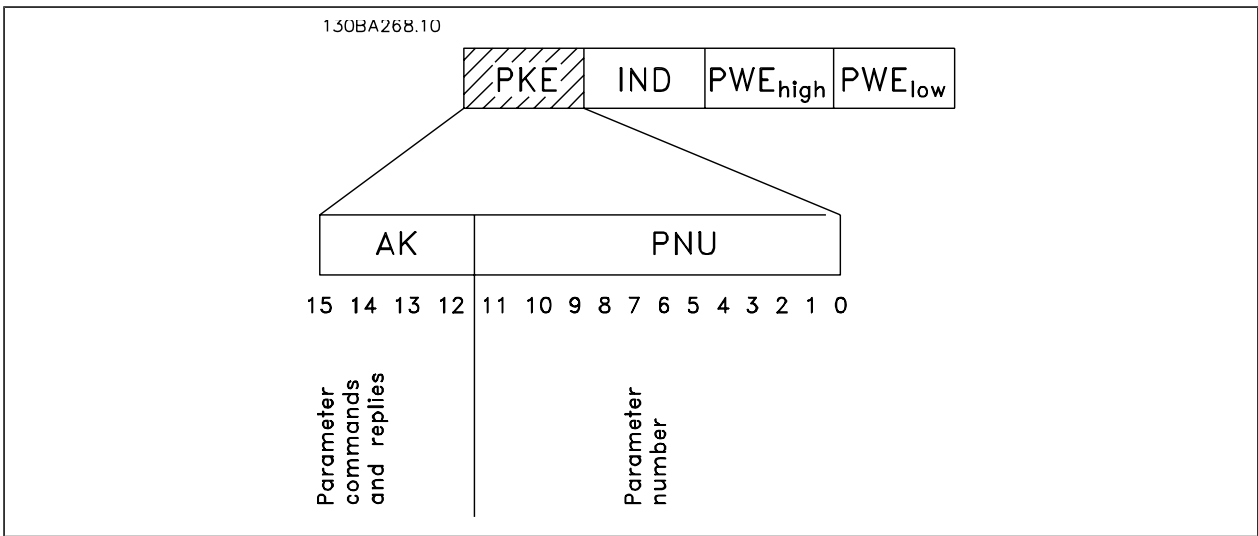 130BA268.10
PKE IND PWEhigh PWElow
AK PNU
15 14 13 12 11 10 9 8 7 6 5 4 3 2 1 0
Parameter
commands
and replies
Parameter
number